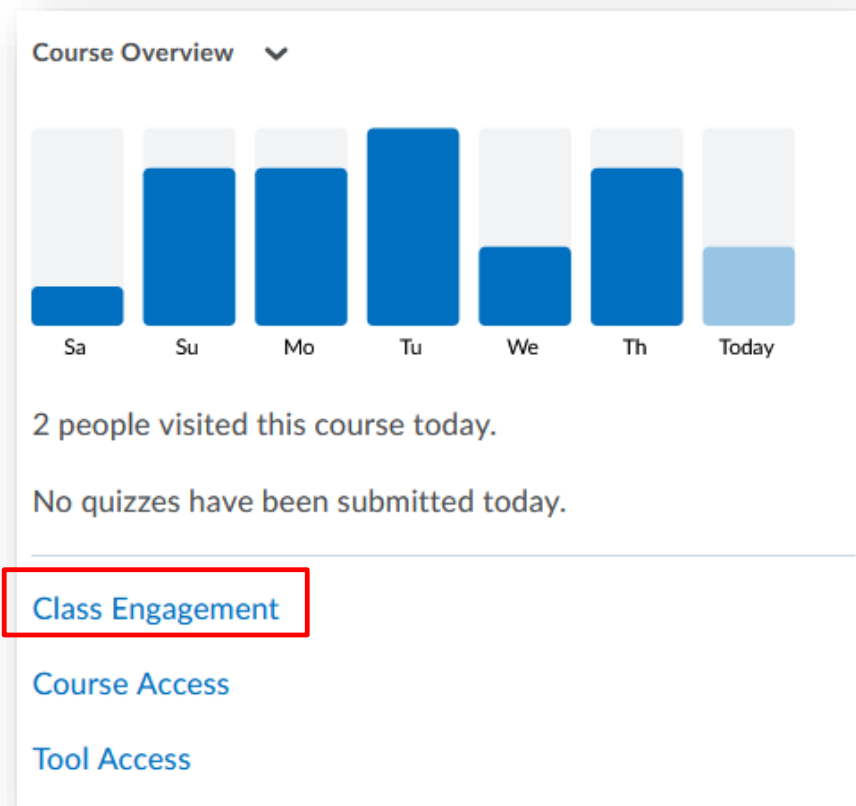 Course Overview
Sa Su Mo Tu We Th Today
2 people visited this course today.
No quizzes have been submitted today.
Class Engagement
Course Access
Tool Access